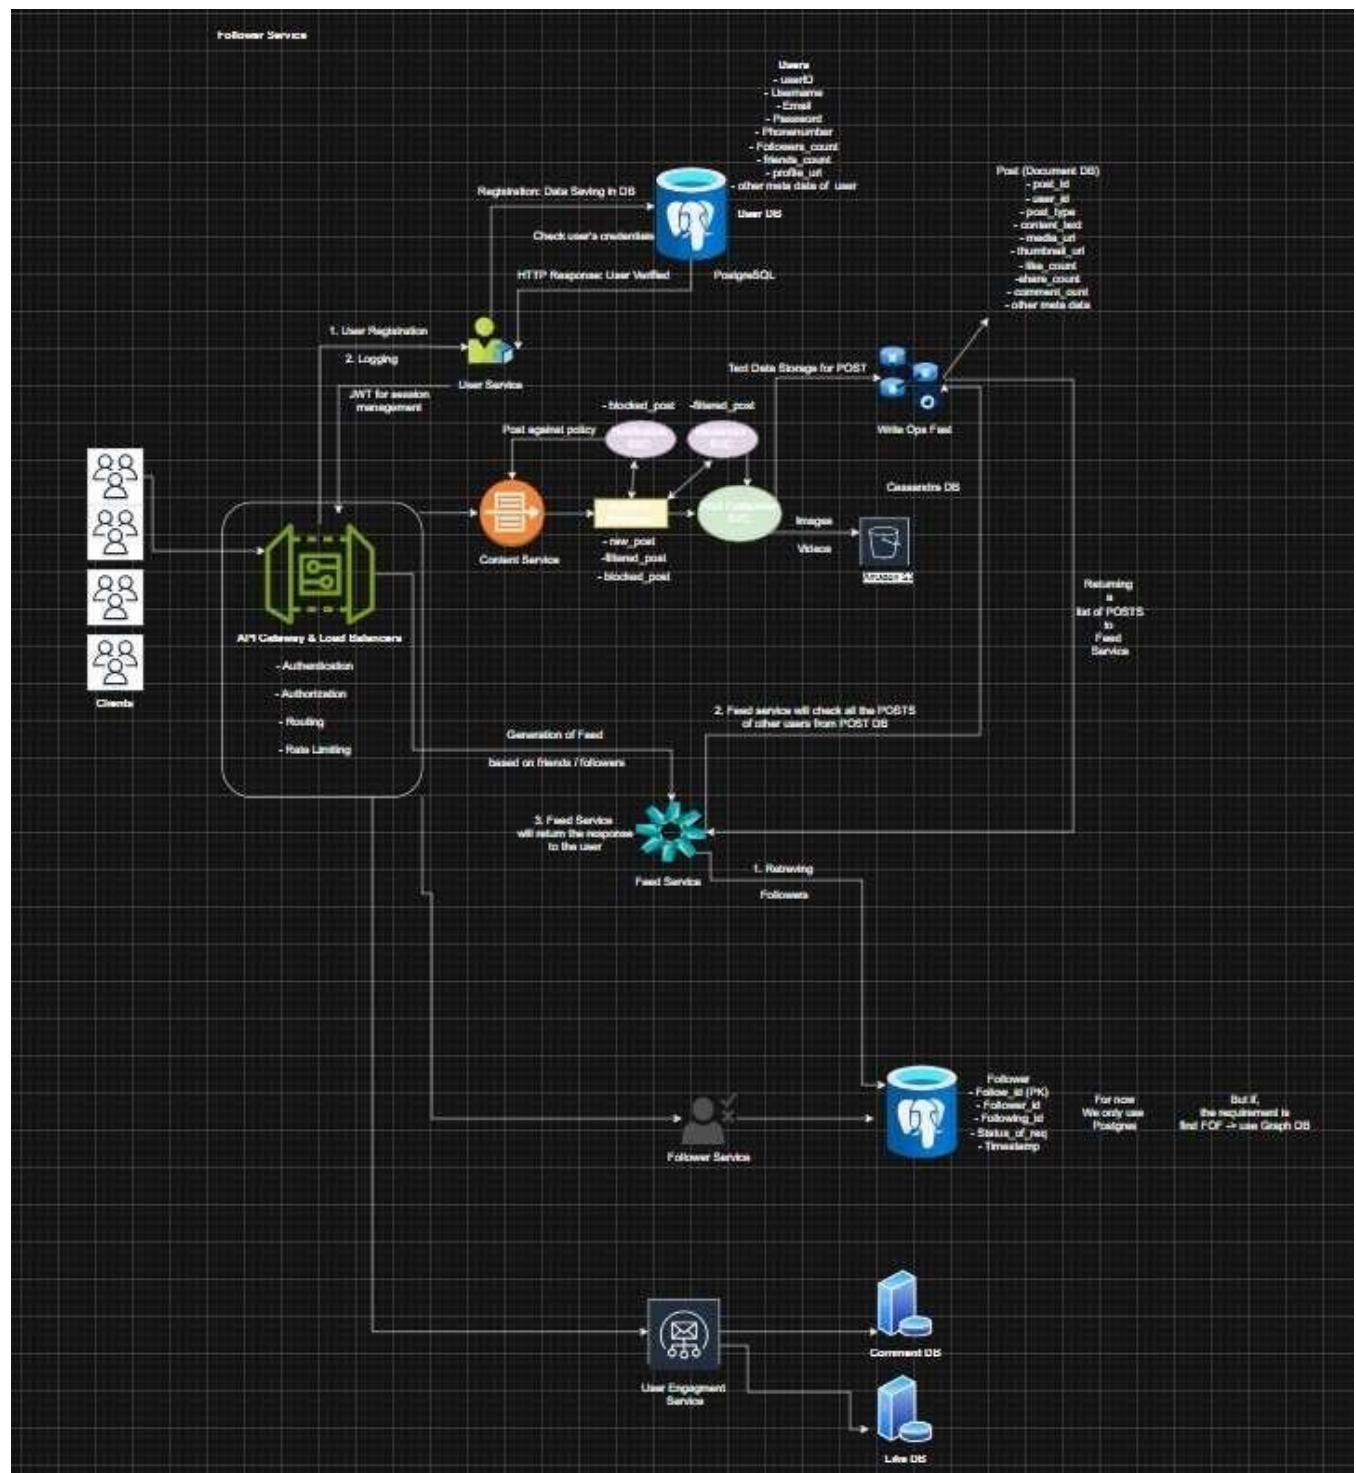 Follower Service
Users
- userID
- Username
- Email
- Password
- Phonenumber
- Followers_count
- friends_count
- profile_url
- other meta data of user
User DB
PostgreSQL
Registration: Data Saving in DB
Check user's credentials
HTTP Response: User Verified
1. User Registration
2. Logging
User Service
JWT for session
management
Post (Document DB)
- post_id
- user_id
- post_type
- content_text
- media_url
- thumbnail_url
- like_count
-share_count
- comment_ount
- other meta data
Text Data Storage for POST
Write Ops Fast
Cassandra DB
- blocked_post
-filtered_post
Post against policy
Content Service
- new_post
-filtered_post
- blocked_post
Images
Videos
Clients
API Gateway & Load Balancers
- Authentication
- Authorization
- Routing
- Rate Limiting
Returning
a
list of POSTS
to
Feed
Service
2. Feed service will check all the POSTS
of other users from POST DB
Generation of Feed
based on friends / followers
3. Feed Service
will return the response
to the user
Feed Service
1. Retreving
Followers
Follower
- Follow_id (PK)
- Follower_id
- Following_id
- Status_of_req
- Timestamp
For now
We only use
Postgres
But if,
the requirement is
find FOF -> use Graph DB
Follower Service
User Engagment
Service
Comment DB
Like DB